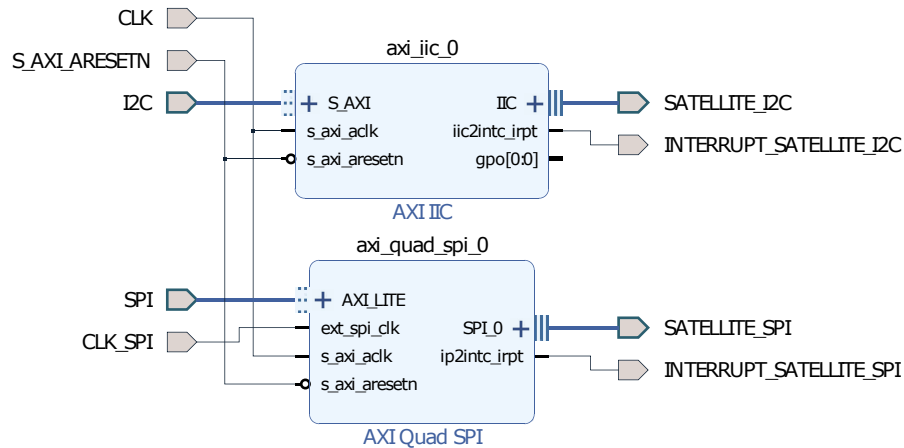 CLK
S_AXI_ARESETN
I2C
axi_iic_0
S_AXI
s_axi_aclk
s_axi_aresetn
IIC
iic2intc_irpt
gpo[0:0]
AXI IIC
SATELLITE_I2C
INTERRUPT_SATELLITE_I2C
SPI
CLK_SPI
axi_quad_spi_0
AXI_LITE
ext_spi_clk
s_axi_aclk
s_axi_aresetn
SPI_0
ip2intc_irpt
AXI Quad SPI
SATELLITE_SPI
INTERRUPT_SATELLITE_SPI